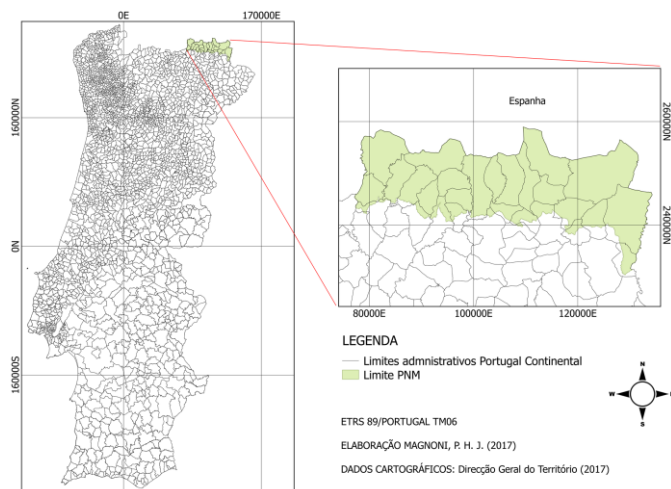 0E
170000E
160000N
0N
160000S
Espanha
260000N
240000N
80000E
100000E
120000E
LEGENDA
Limites admnistrativos Portugal Continental
Limite PNM
N
W
S
ETRS 89/PORTUGAL TM06
ELABORAÇÃO MAGNONI, P. H. J. (2017)
DADOS CARTOGRÁFICOS: Direcção Geral do Território (2017)